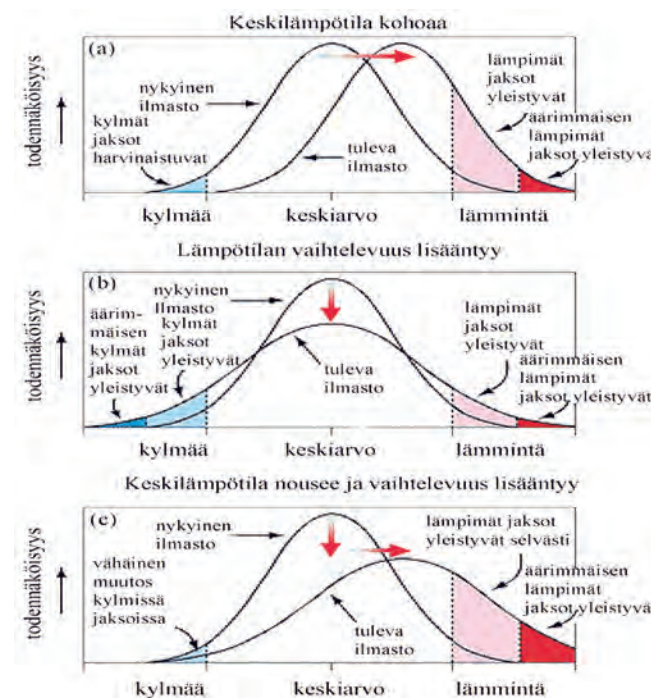 Keskilämpötila kohoaa
(a)
todennäköisyys
nykyinen
ilmasto
kylmät
jaksot
harvinaistuvat
tuleva
ilmasto
lämpimät
jaksot
yleistyvät
äärimmaisen
lämpimät
jaksot yleistyvät
kylmää
keskiarvo
lämmintä
Lämpötilan vaihtelevuus lisääntyy
(b)
todennäköisyys
nykyinen
ilmasto
äärim-
mäisen
kylmät
jaksot
yleistyvät
kylmät
jaksot
yleistyvät
tuleva
ilmasto
lämpimät
jaksot
yleistyvät
äärimmäisen
lämpimät
jaksot yleistyvät
kylmää
keskiarvo
lämmintä
Keskilämpötila nousee ja vaihtelevuus lisääntyy
(c)
todennäköisyys
nykyinen
ilmasto
vähäinen
muutos
kylmissä
jaksoissa
tuleva
ilmasto
lämpimät jaksot
yleistyvät selvästi
äärimmaisen
lämpimät
jaksot yleistyvät
kylmää
keskiarvo
lämmintä